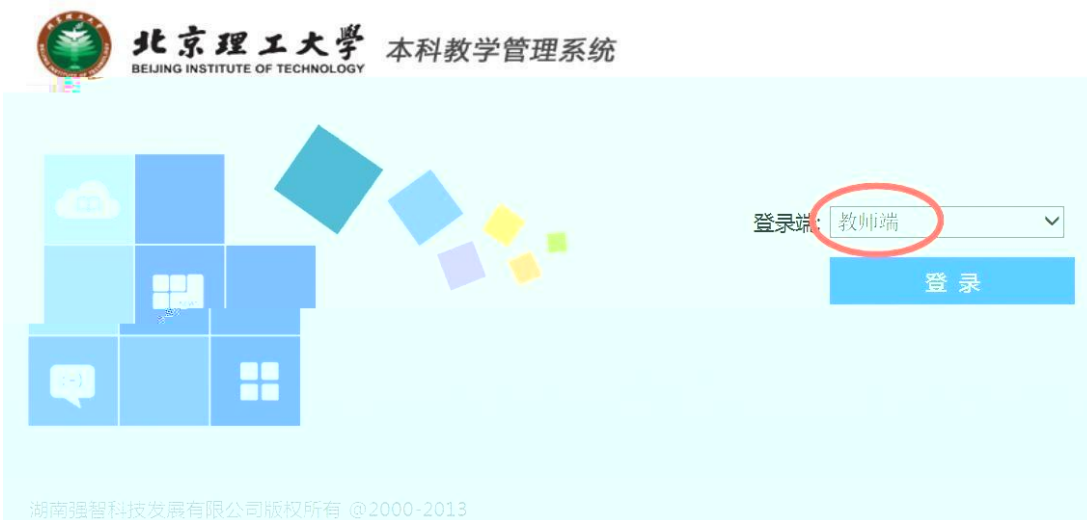 北京理工大學 本科教学管理系统
BEIJING INSTITUTE OF TECHNOLOGY
登录端: 教师端
登 录
湖南强智科技发展有限公司版权所有 @2000-2013